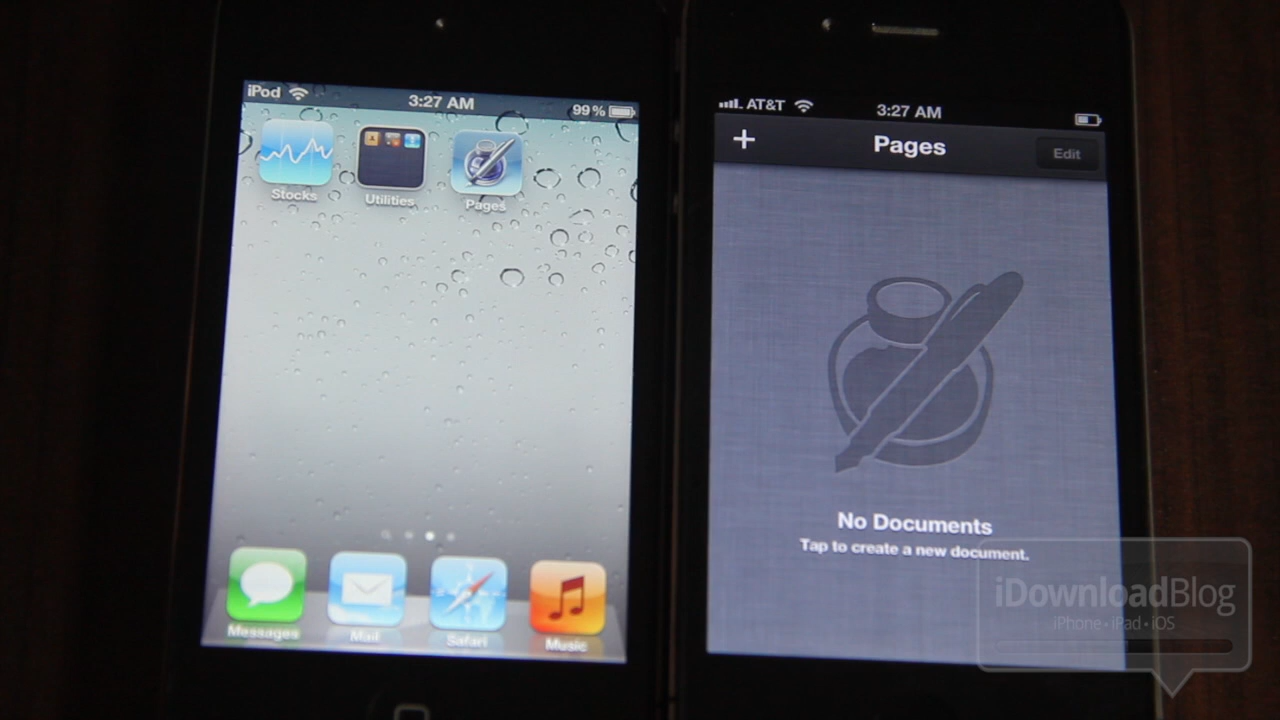 iPod 3:27 AM 99%
Stocks Utilities Pages
Messages Mail Safari Music
AT&T 3:27 AM
+ Pages Edit
No Documents
Tap to create a new document.
iDownloadBlog
iPhone • iPad • iOS